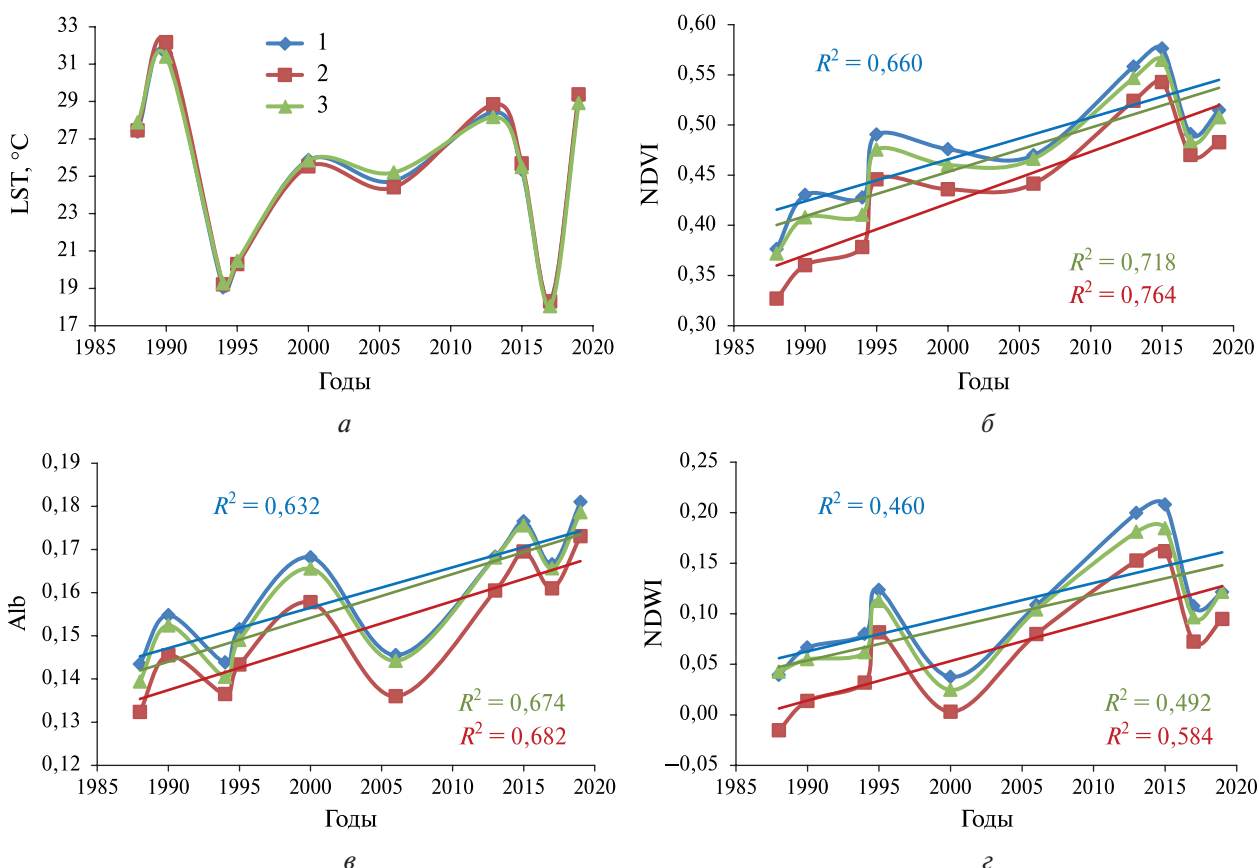 33
31
29
27
25
23
21
19
17
LST, °C
1
2
3
1985 1990 1995 2000 2005 2010 2015 2020
Годы
а
0,60
0,55
0,50
0,45
0,40
0,35
0,30
NDVI
R² = 0,660
R² = 0,718
R² = 0,764
1985 1990 1995 2000 2005 2010 2015 2020
Годы
б
0,19
0,18
0,17
0,16
0,15
0,14
0,13
0,12
Alb
R² = 0,632
R² = 0,674
R² = 0,682
1985 1990 1995 2000 2005 2010 2015 2020
Годы
в
0,25
0,20
0,15
0,10
0,05
0,00
−0,05
NDWI
R² = 0,460
R² = 0,492
R² = 0,584
1985 1990 1995 2000 2005 2010 2015 2020
Годы
г